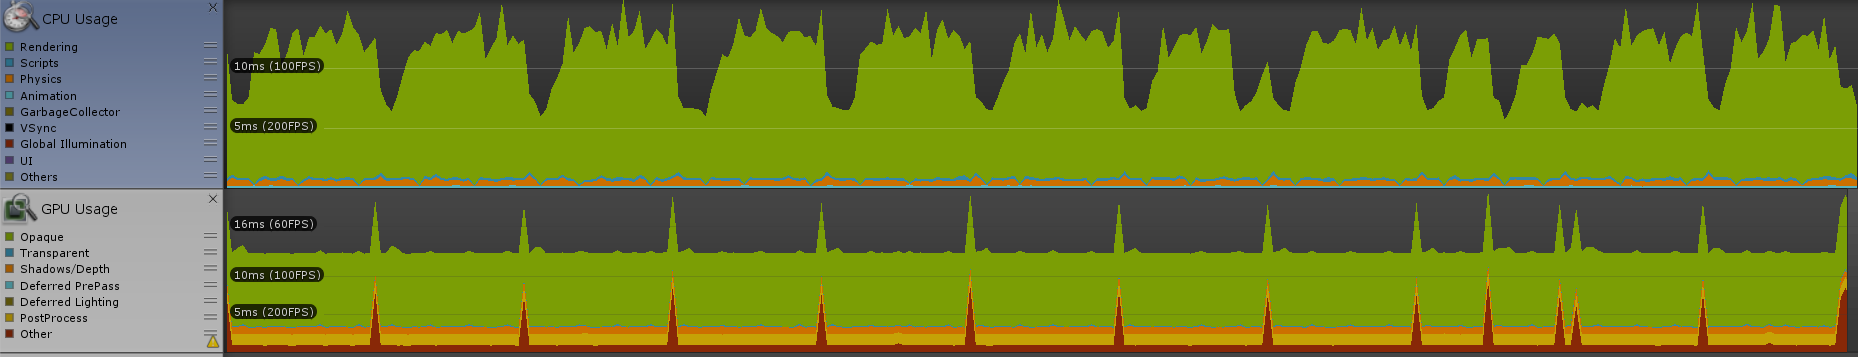 CPU Usage
Rendering
Scripts
Physics
Animation
GarbageCollector
VSync
Global Illumination
UI
Others
10ms (100FPS)
5ms (200FPS)
GPU Usage
Opaque
Transparent
Shadows/Depth
Deferred PrePass
Deferred Lighting
PostProcess
Other
16ms (60FPS)
10ms (100FPS)
5ms (200FPS)